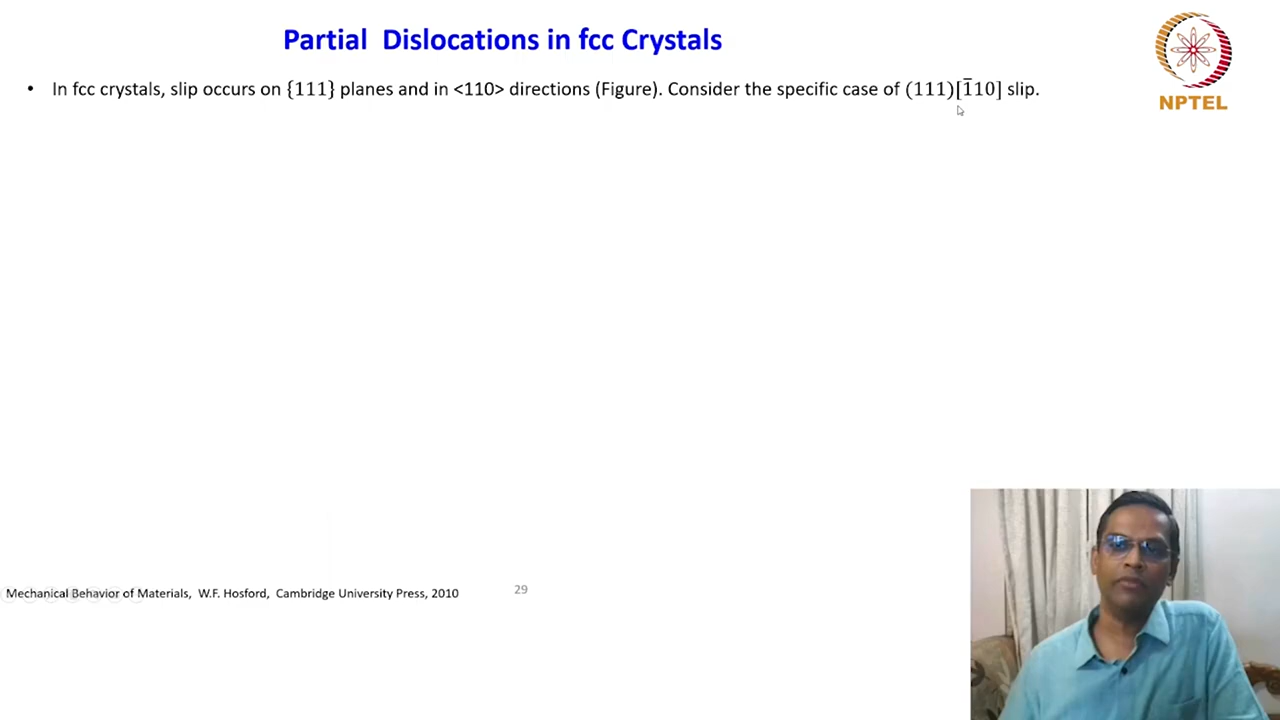 Partial Dislocations in fcc Crystals
NPTEL
• In fcc crystals, slip occurs on {111} planes and in <110> directions (Figure). Consider the specific case of (111)[1̅10] slip.
Mechanical Behavior of Materials, W.F. Hosford, Cambridge University Press, 2010
29